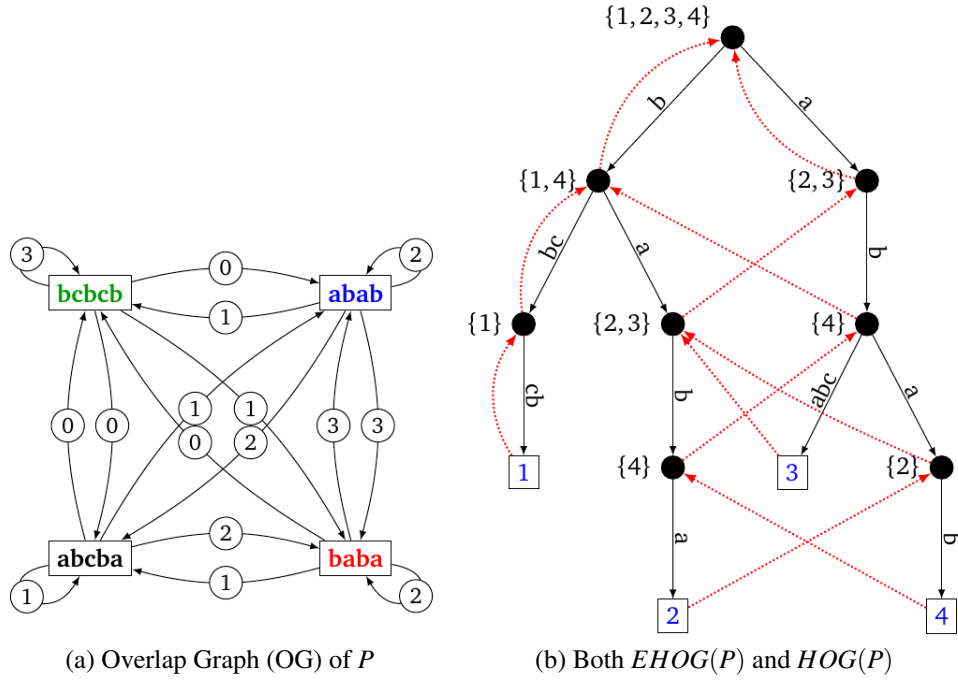 {1, 2, 3, 4}
b
a
{1, 4}
{2, 3}
bc
a
b
3
0
2
bcbcb
abab
1
{1}
{2, 3}
{4}
cb
b
abc
a
0
0
1
1
3
3
0
2
1
{4}
3
{2}
a
b
abcba
2
baba
1
1
2
2
4
(a) Overlap Graph (OG) of P
(b) Both EHOG(P) and HOG(P)